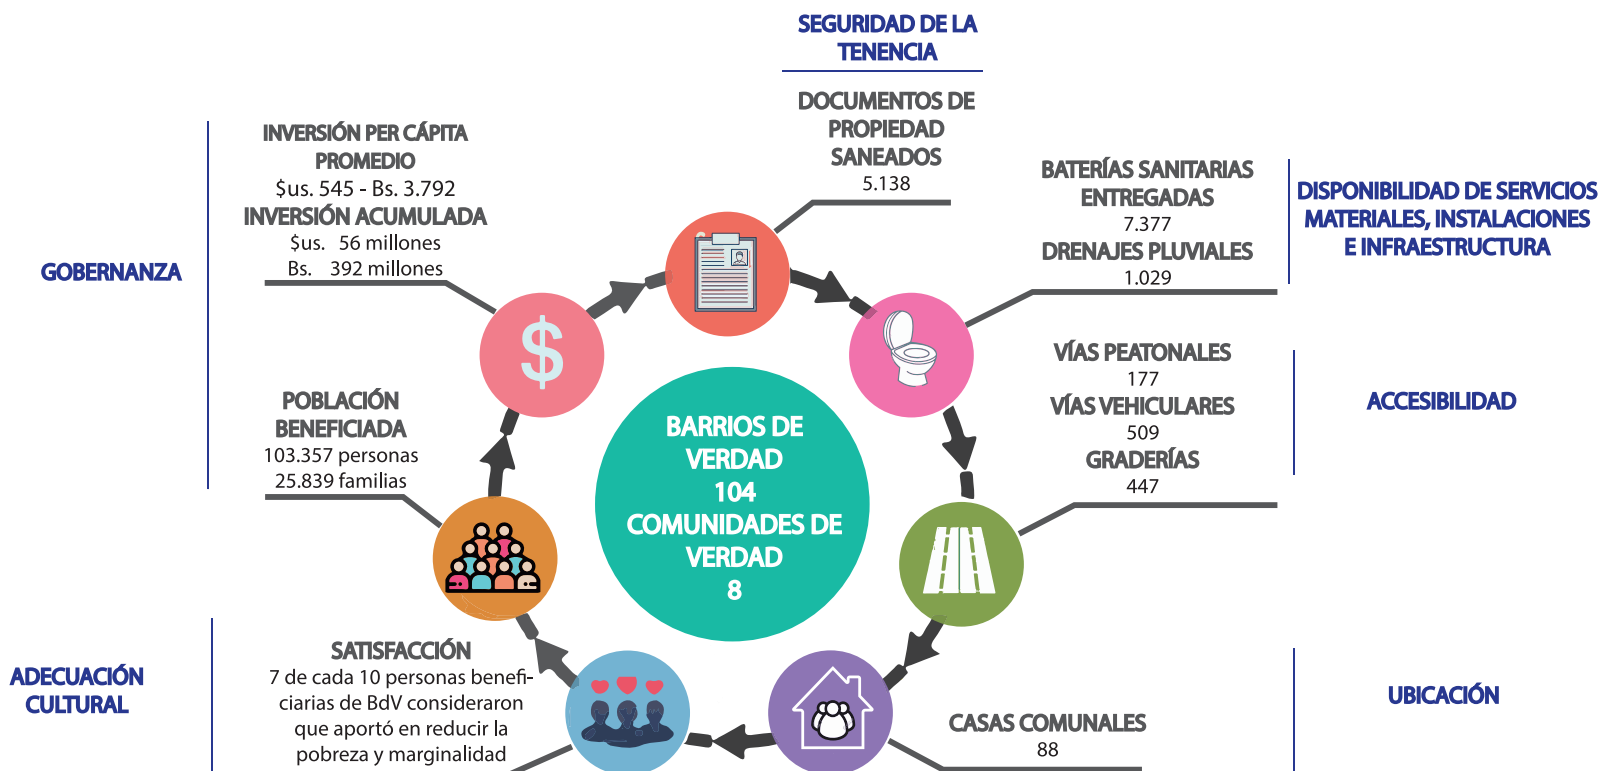 SEGURIDAD DE LA
TENENCIA
DOCUMENTOS DE
PROPIEDAD
SANEADOS
5.138
INVERSIÓN PER CÁPITA
PROMEDIO
$us. 545 - Bs. 3.792
INVERSIÓN ACUMULADA
$us. 56 millones
Bs. 392 millones
GOBERNANZA
BATERÍAS SANITARIAS
ENTREGADAS
7.377
DRENAJES PLUVIALES
1.029
DISPONIBILIDAD DE SERVICIOS
MATERIALES, INSTALACIONES
E INFRAESTRUCTURA
$
VÍAS PEATONALES
177
VÍAS VEHICULARES
509
GRADERÍAS
447
ACCESIBILIDAD
POBLACIÓN
BENEFICIADA
103.357 personas
25.839 familias
BARRIOS DE
VERDAD
104
COMUNIDADES DE
VERDAD
8
ADECUACIÓN
CULTURAL
SATISFACCIÓN
7 de cada 10 personas benefi-
ciarias de BdV consideraron
que aportó en reducir la
pobreza y marginalidad
CASAS COMUNALES
88
UBICACIÓN